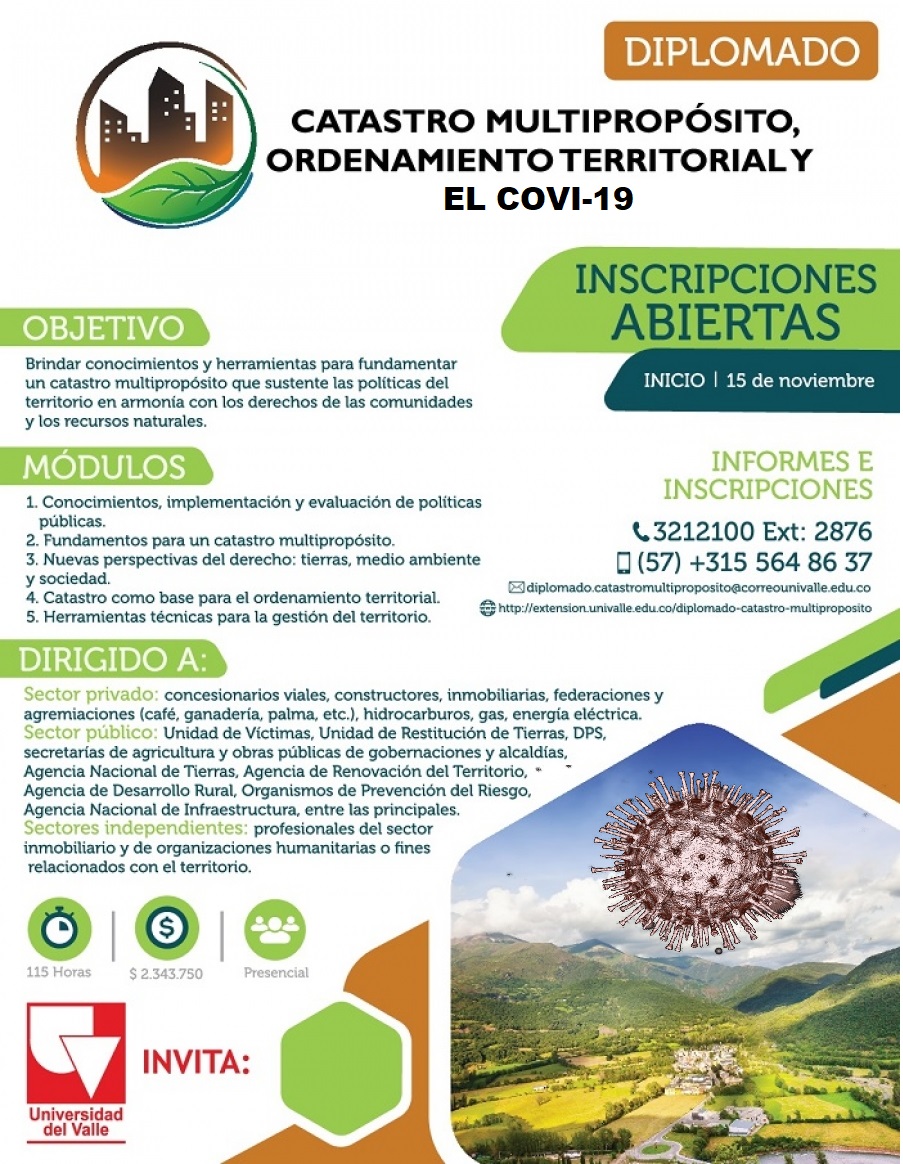 DIPLOMADO
CATASTRO MULTIPROPÓSITO,
ORDENAMIENTO TERRITORIAL Y
EL COVI-19
INSCRIPCIONES
ABIERTAS
INICIO | 15 de noviembre
OBJETIVO
Brindar conocimientos y herramientas para fundamentar
un catastro multipropósito que sustente las políticas del
territorio en armonía con los derechos de las comunidades
y los recursos naturales.
MÓDULOS
1. Conocimientos, implementación y evaluación de políticas
públicas.
2. Fundamentos para un catastro multipropósito.
3. Nuevas perspectivas del derecho: tierras, medio ambiente
y sociedad.
4. Catastro como base para el ordenamiento territorial.
5. Herramientas técnicas para la gestión del territorio.
INFORMES E
INSCRIPCIONES
3212100 Ext: 2876
(57) +315 564 86 37
diplomado.catastromultiproposito@correounivalle.edu.co
http://extension.univalle.edu.co/diplomado-catastro-multiproposito
DIRIGIDO A:
Sector privado: concesionarios viales, constructores, inmobiliarias, federaciones y
agremiaciones (café, ganadería, palma, etc.), hidrocarburos, gas, energía eléctrica.
Sector público: Unidad de Víctimas, Unidad de Restitución de Tierras, DPS,
secretarías de agricultura y obras públicas de gobernaciones y alcaldías,
Agencia Nacional de Tierras, Agencia de Renovación del Territorio,
Agencia de Desarrollo Rural, Organismos de Prevención del Riesgo,
Agencia Nacional de Infraestructura, entre las principales.
Sectores independientes: profesionales del sector
inmobiliario y de organizaciones humanitarias o fines
relacionados con el territorio.
115 Horas
$ 2.343.750
Presencial
INVITA:
Universidad
del Valle